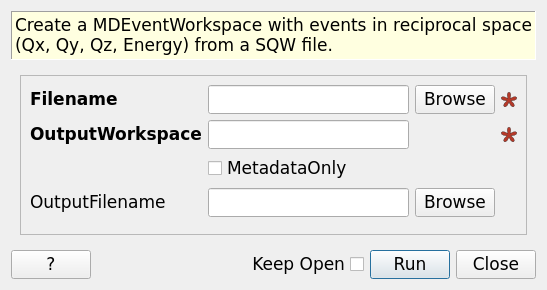 Create a MDEventWorkspace with events in reciprocal space
(Qx, Qy, Qz, Energy) from a SQW file.
Filename Browse *
OutputWorkspace *
MetadataOnly
OutputFilename Browse
? Keep Open Run Close